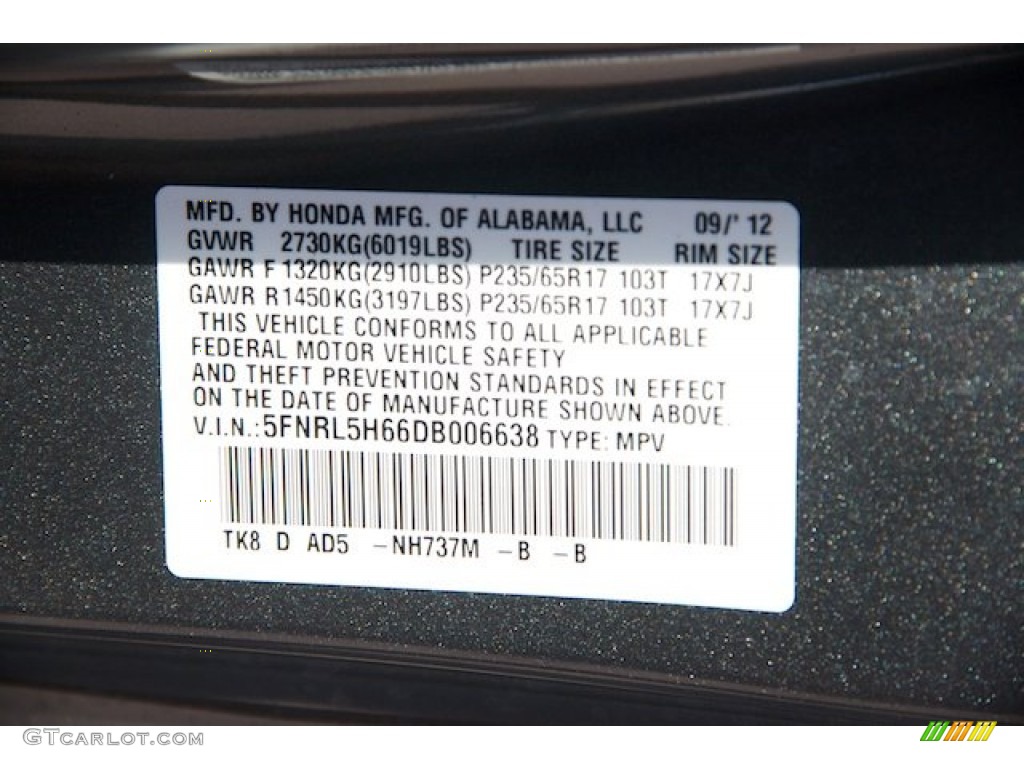 MFD. BY HONDA MFG. OF ALABAMA, LLC 09/' 12
GVWR 2730KG(6019LBS) TIRE SIZE RIM SIZE
GAWR F 1320KG(2910LBS) P235/65R17 103T 17X7J
GAWR R1450KG(3197LBS) P235/65R17 103T 17X7J
THIS VEHICLE CONFORMS TO ALL APPLICABLE
FEDERAL MOTOR VEHICLE SAFETY
AND THEFT PREVENTION STANDARDS IN EFFECT
ON THE DATE OF MANUFACTURE SHOWN ABOVE.
V.I.N.: 5FNRL5H66DB006638 TYPE: MPV
TK8 D AD5 -NH737M -B -B
GTCARLOT.COM